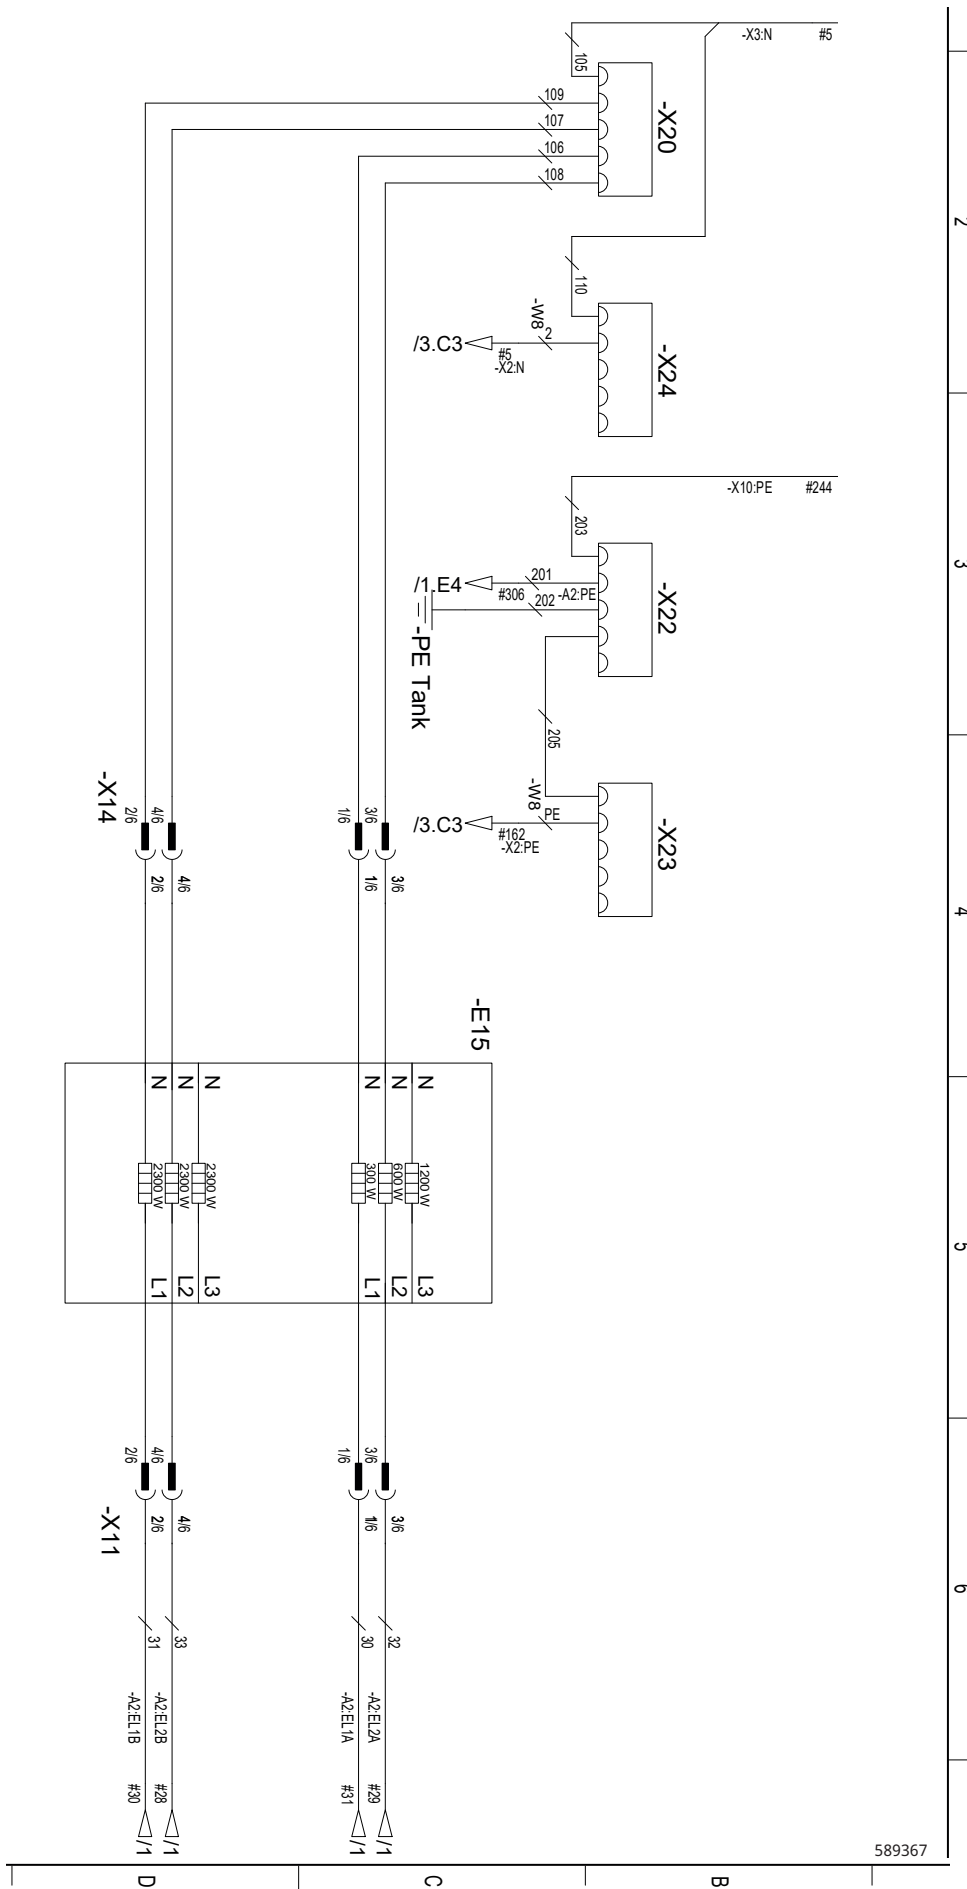 -X3:N #5
105
109
107
106
108
-X20
2
110
-W8
2
/3.C3
#5
-X2:N
-X24
-X10:PE #244
203
3
201
/1.E4
#306
202
-A2:PE
-X22
-PE Tank
205
-X14
2/6
4/6
1/6
3/6
-W8
PE
/3.C3
#162
-X2:PE
-X23
2/6
4/6
1/6
3/6
4
-E15
N
N
N
N
N
N
2300 W
2300 W
2300 W
300 W
600 W
1200 W
5
L1
L2
L3
L1
L2
L3
2/6
4/6
1/6
3/6
-X11
2/6
4/6
1/6
3/6
6
31
33
30
32
-A2:EL1B
-A2:EL2B
-A2:EL1A
-A2:EL2A
#30
#28
#31
#29
/1
/1
/1
/1
589367
D
C
B